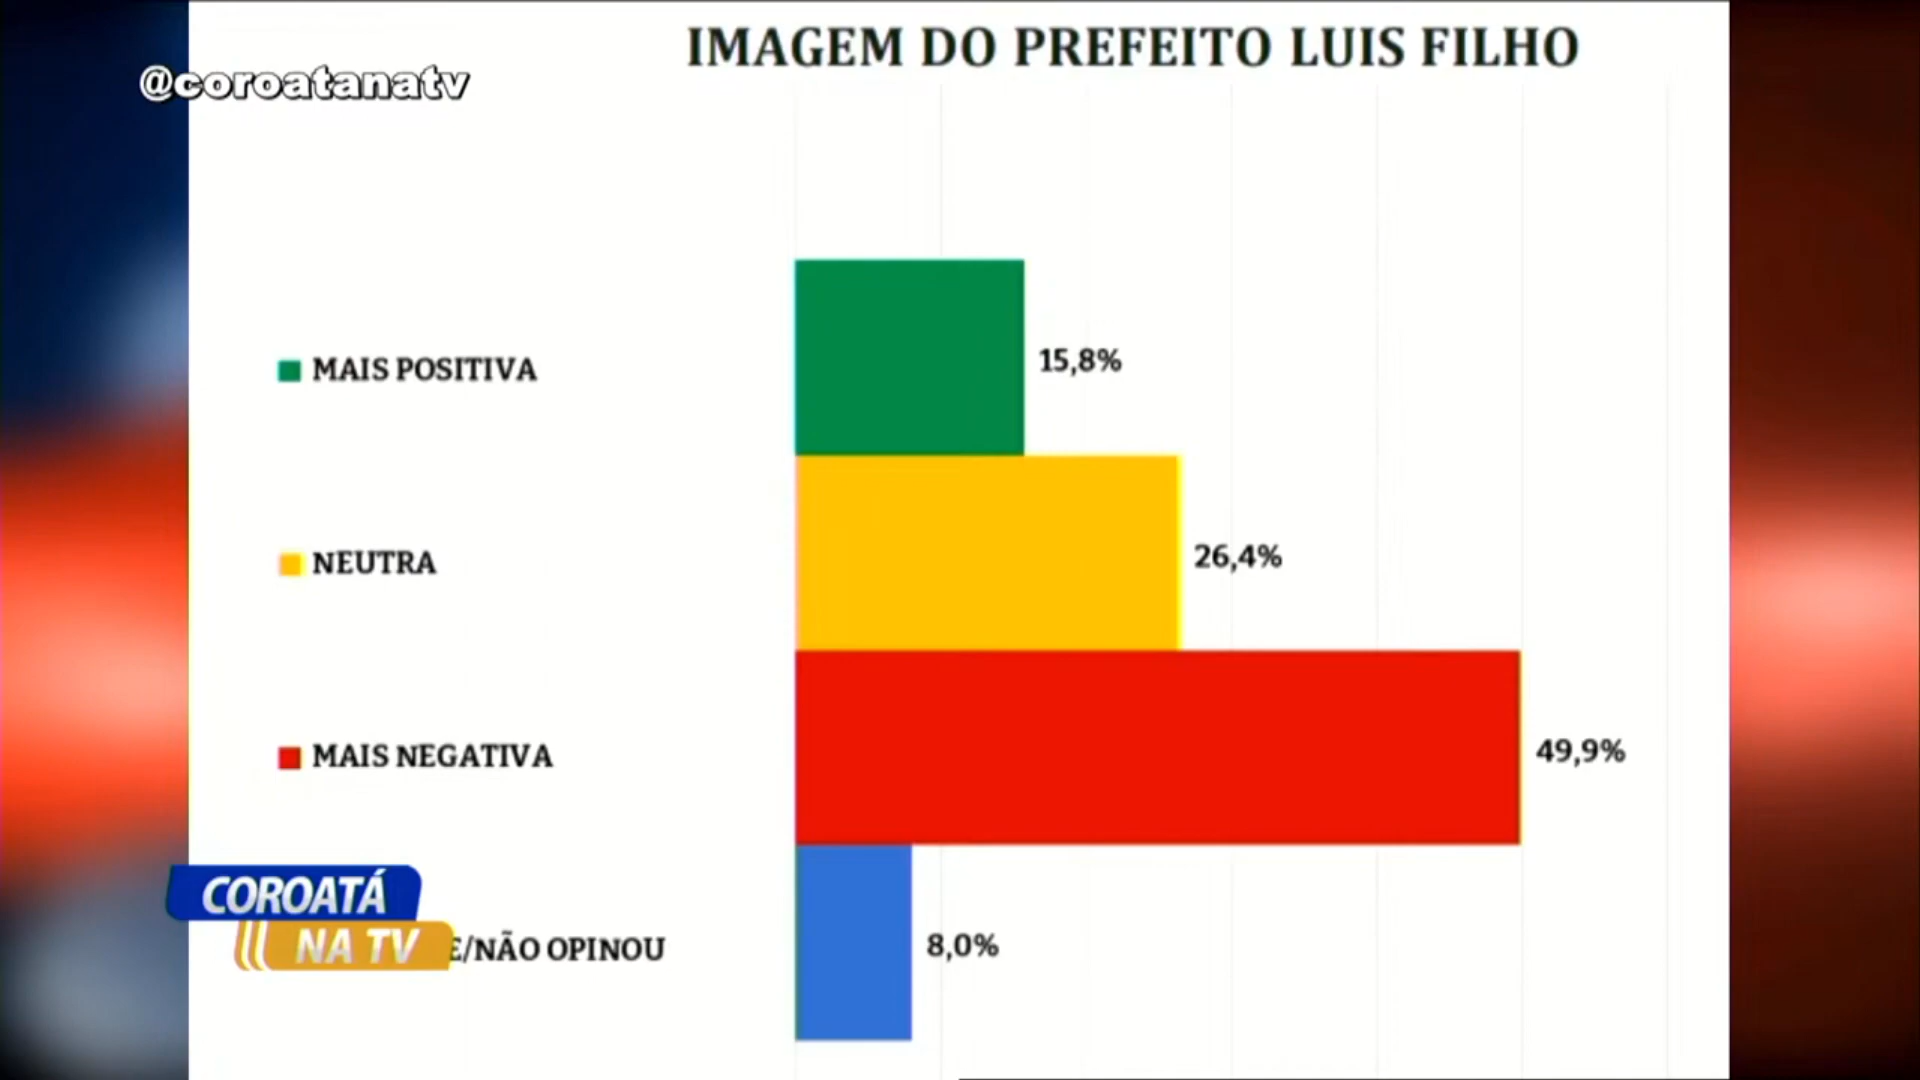 IMAGEM DO PREFEITO LUIS FILHO
@coroatanatv
MAIS POSITIVA
15,8%
NEUTRA
26,4%
MAIS NEGATIVA
49,9%
COROATÁ
NA TV
/NÃO OPINOU
8,0%